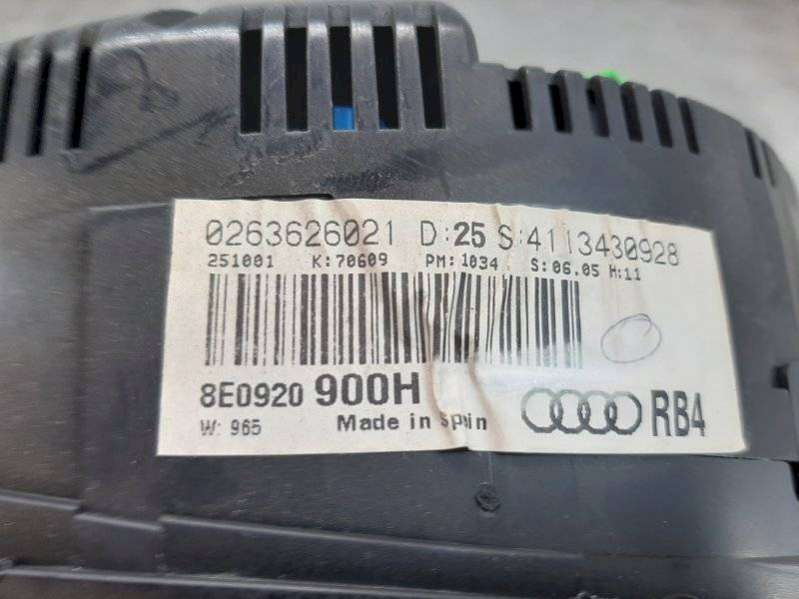 0263626021 D:25 S:4113430928
251001 K:70609 PM:1034 S:06.05 H:11
8E0920 900H
W: 965 Made in Spain RB4